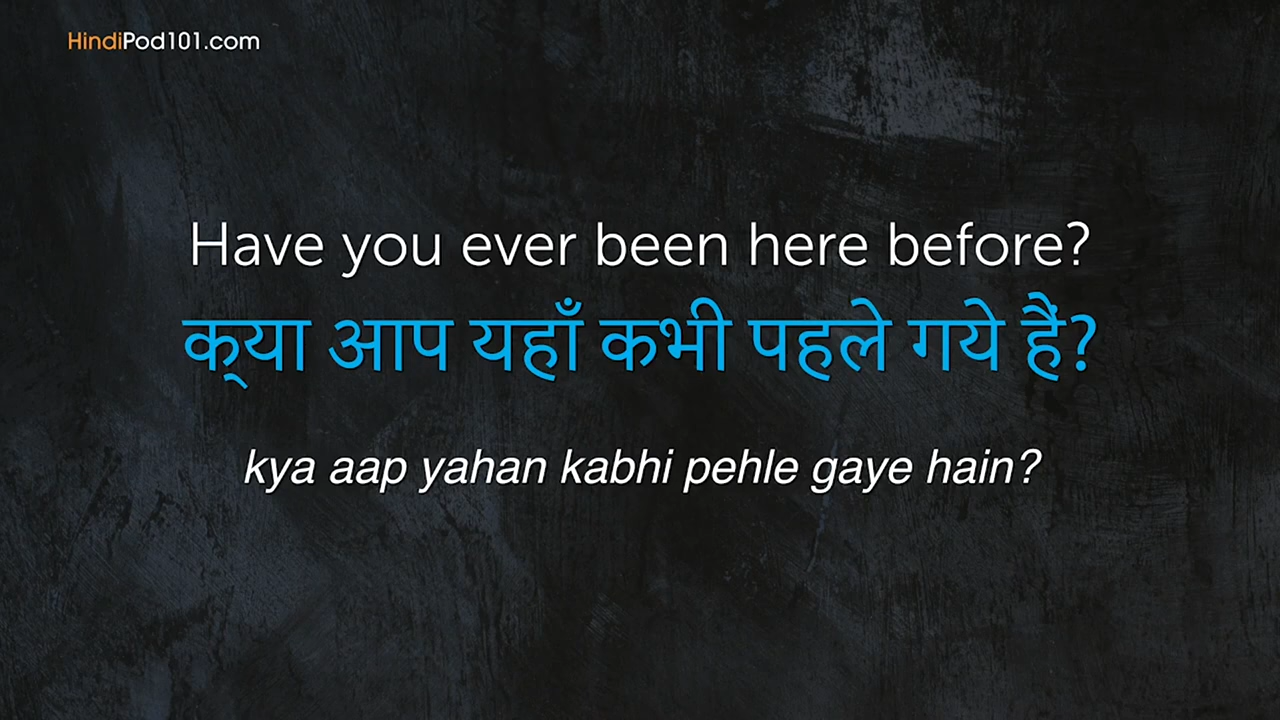 HindiPod101.com
Have you ever been here before?
क्‌या आप यहाँ कभी पहले गये हैं?
kya aap yahan kabhi pehle gaye hain?